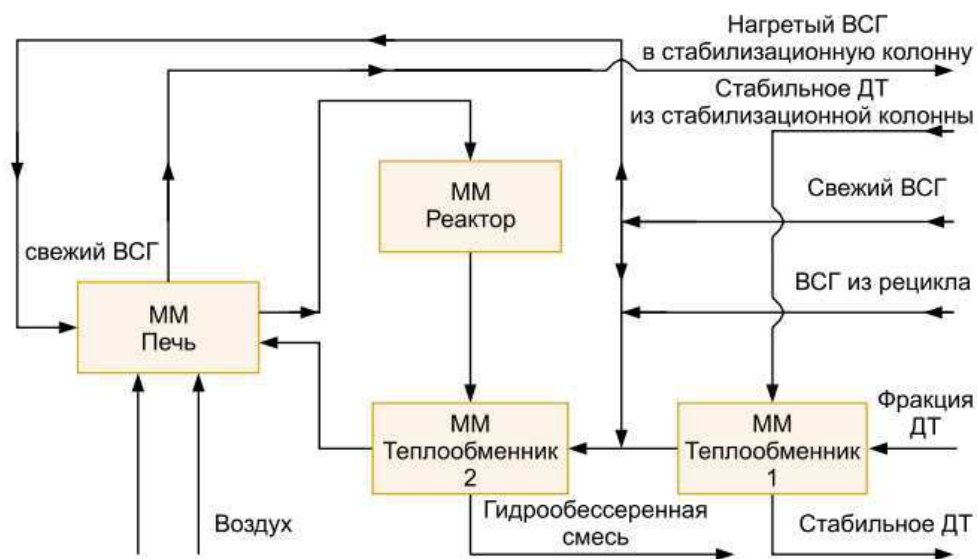 Нагретый ВСГ
в стабилизационную колонну
Стабильное ДТ
из стабилизационной колонны
ММ
Реактор
Свежий ВСГ
свежий ВСГ
ВСГ из рецикла
ММ
Печь
Фракция
ДТ
ММ
Теплообменник
2
ММ
Теплообменник
1
Воздух
Гидрообессеренная
смесь
Стабильное ДТ